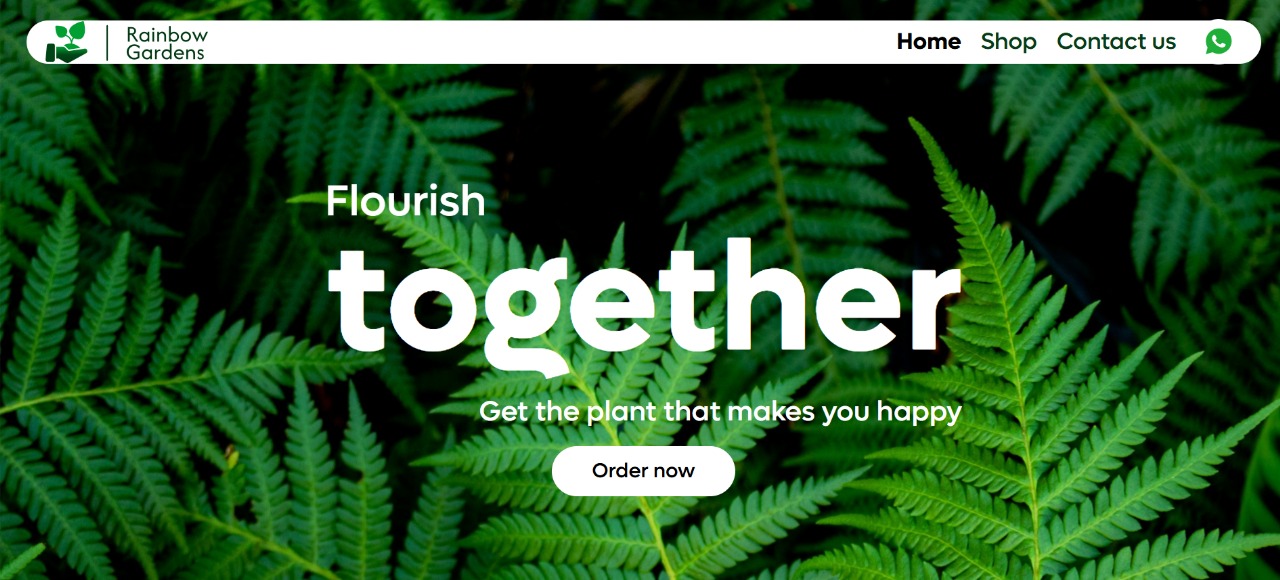 Rainbow
Gardens
Home Shop Contact us
Flourish
together
Get the plant that makes you happy
Order now